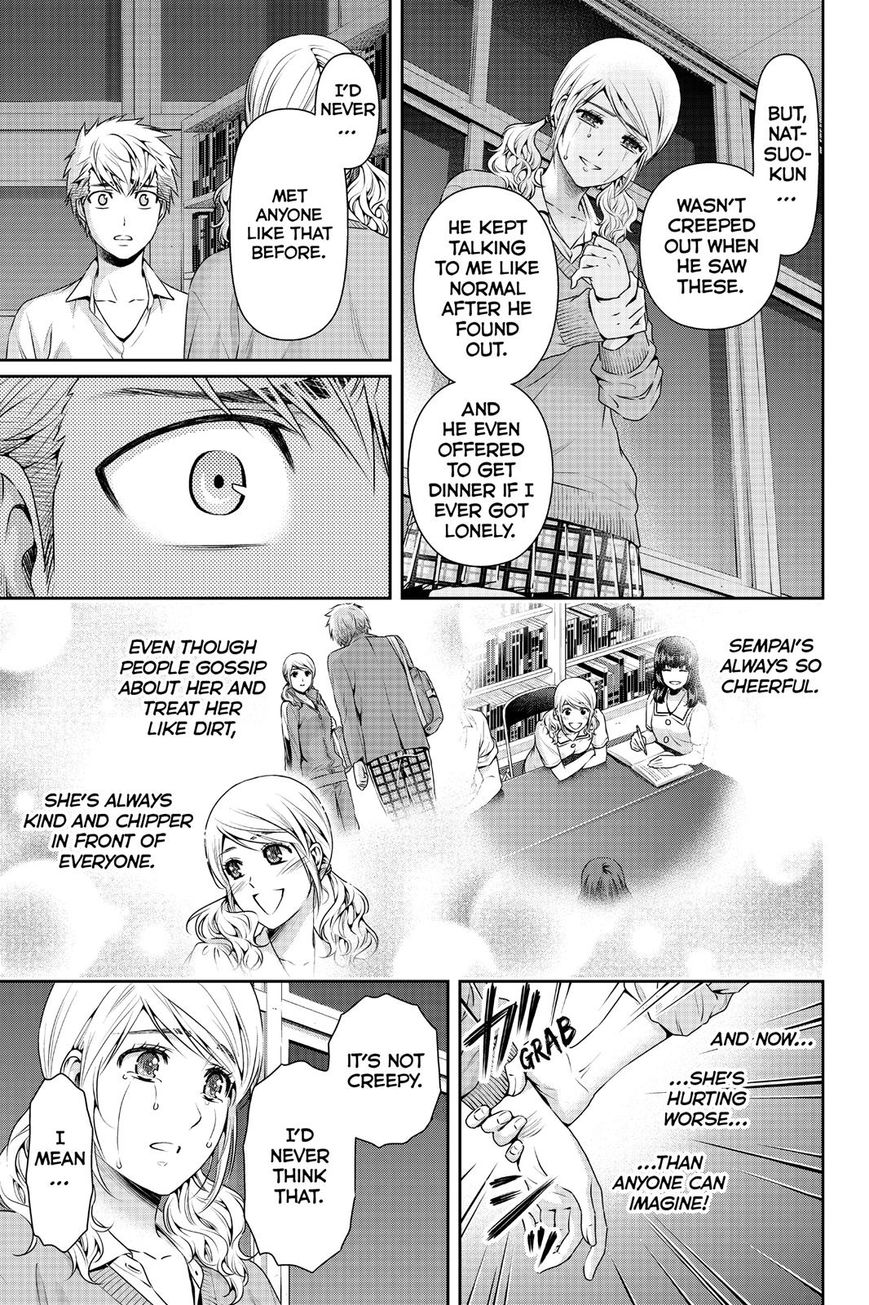 BUT,
NAT-
SUO-
KUN
...
WASN'T
CREEPED
OUT WHEN
HE SAW
THESE.
HE KEPT
TALKING
TO ME LIKE
NORMAL
AFTER HE
FOUND
OUT.
AND
HE EVEN
OFFERED
TO GET
DINNER IF I
EVER GOT
LONELY.
I'D
NEVER
...
MET
ANYONE
LIKE THAT
BEFORE.
SEMPAI'S
ALWAYS SO
CHEERFUL.
EVEN THOUGH
PEOPLE GOSSIP
ABOUT HER AND
TREAT HER
LIKE DIRT,
SHE'S ALWAYS
KIND AND CHIPPER
IN FRONT OF
EVERYONE.
AND NOW...
...SHE'S
HURTING
WORSE...
...THAN
ANYONE CAN
IMAGINE!
ガッ
GRAB
IT'S NOT
CREEPY.
I'D
NEVER
THINK
THAT.
I
MEAN
...